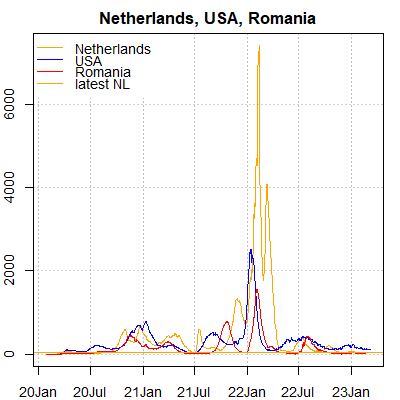 Netherlands, USA, Romania
Netherlands
USA
Romania
latest NL
6000
4000
2000
0
20Jan 20Jul 21Jan 21Jul 22Jan 22Jul 23Jan